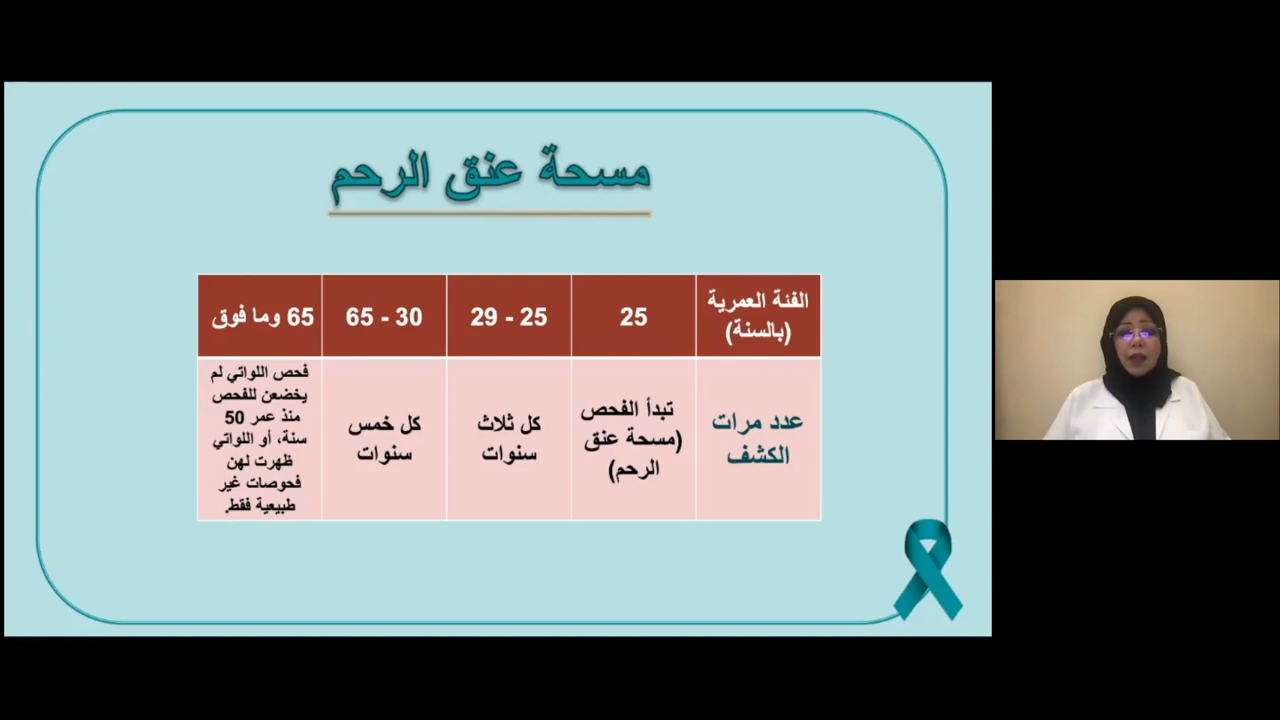 مسحة عنق الرحم
الفئة العمرية
(بالسنة)
25
25 - 29
30 - 65
65 وما فوق
عدد مرات
الكشف
تبدأ الفحص
(مسحة عنق
الرحم)
كل ثلاث
سنوات
كل خمس
سنوات
فحص اللواتي لم
يخضعن للفحص
منذ عمر 50
سنة، أو اللواتي
ظهرت لهن
فحوصات غير
طبيعية فقط.